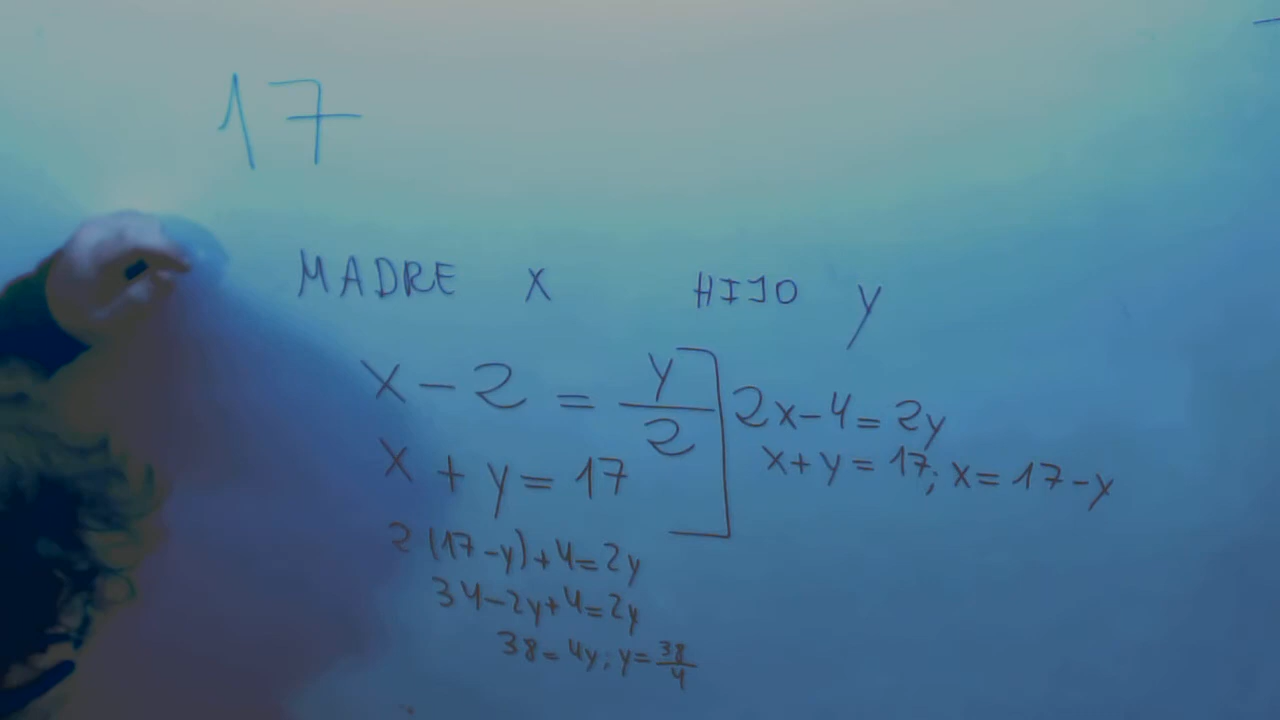 17
MADRE X HIJO y
x - 2 = y/2
x + y = 17
2x-4=2y
x+y=17; x=17-y
2(17-y)+4=2y
34-2y+4=2y
38=4y; y=38/4